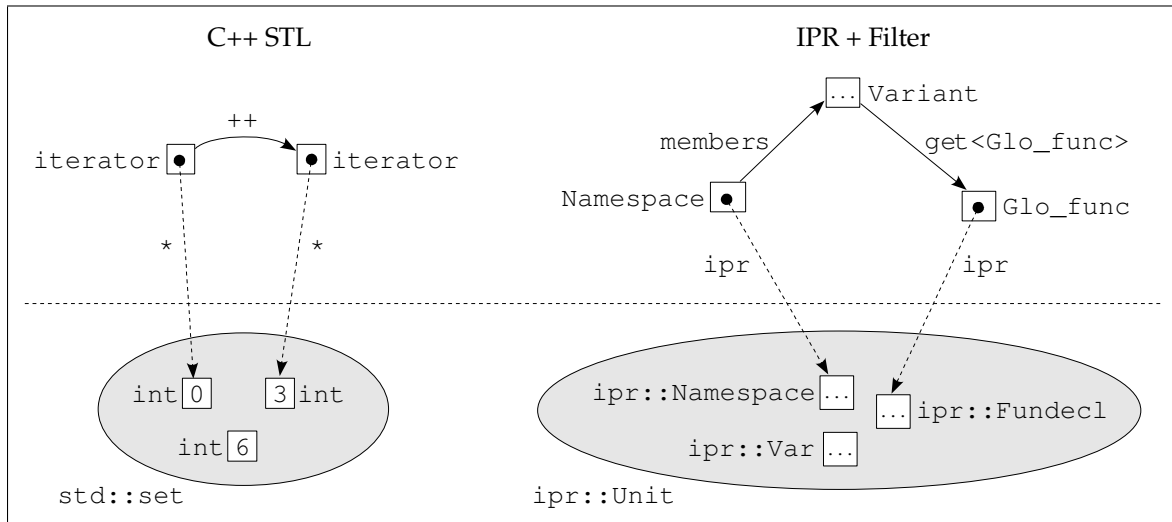 C++ STL
++
iterator
iterator
*
*
int 0
3 int
int 6
std::set
IPR + Filter
... Variant
members
get<Glo_func>
Namespace
Glo_func
ipr
ipr
ipr::Namespace ...
... ipr::Fundecl
ipr::Var ...
ipr::Unit